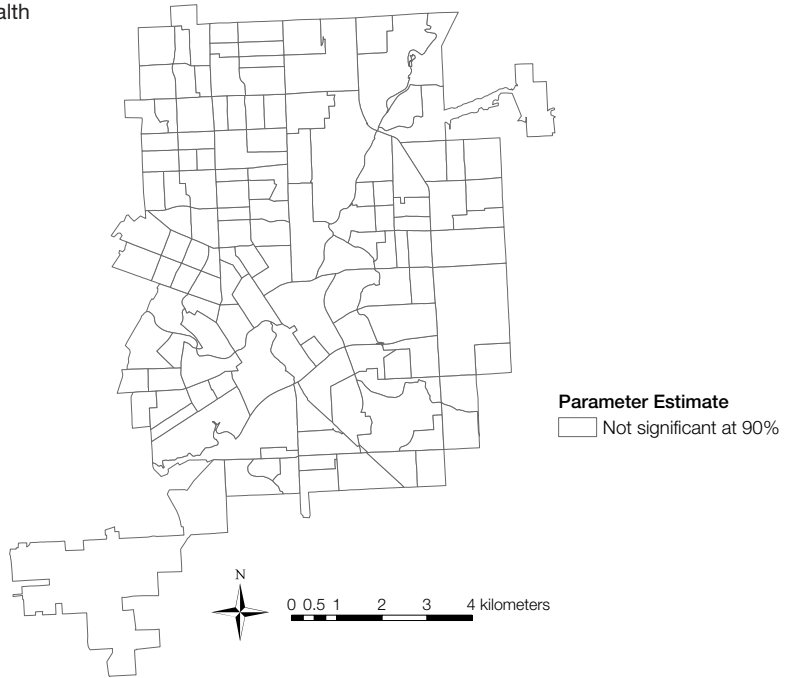 alth
Parameter Estimate
Not significant at 90%
N
0 0.5 1 2 3 4 kilometers